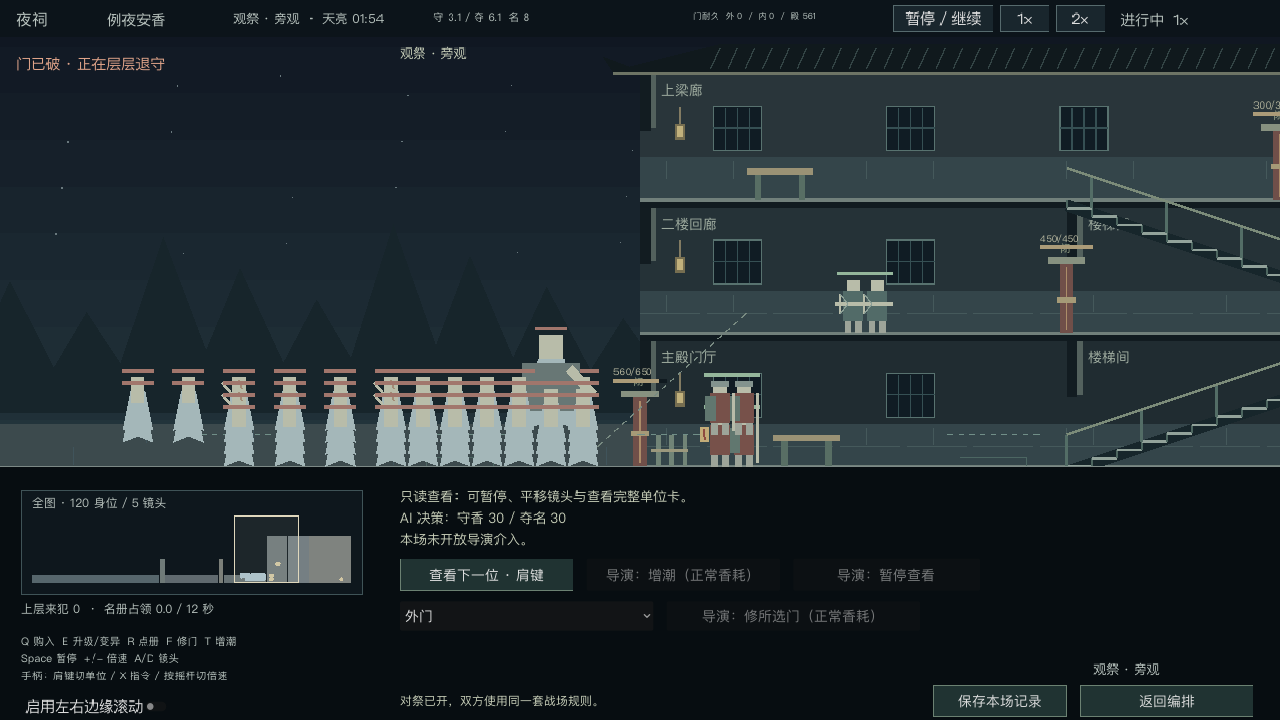 夜祠
例夜安香
观祭 · 旁观 · 天亮 01:54
守 3.1 / 夺 6.1 名 8
门耐久 外 0 / 内 0 / 殿 561
暂停 / 继续
1×
2×
进行中 1×
观祭 · 旁观
门已破 · 正在层层退守
上梁廊
300/3
二楼回廊
450/450
主殿门厅
楼梯间
560/650
全图 · 120 身位 / 5 镜头
上层来犯 0 · 名册占领 0.0 / 12 秒
Q 购入 E 升级/变异 R 点册 F 修门 T 增潮
Space 暂停 +/- 倍速 A/D 镜头
手柄：肩键切单位 / X 指令 / 按摇杆切倍速
启用左右边缘滚动
只读查看：可暂停、平移镜头与查看完整单位卡。
AI 决策：守香 30 / 夺名 30
本场未开放导演介入。
查看下一位 · 肩键
导演：增潮（正常香耗）
导演：暂停查看
外门
导演：修所选门（正常香耗）
对祭已开，双方使用同一套战场规则。
观祭 · 旁观
保存本场记录
返回编排